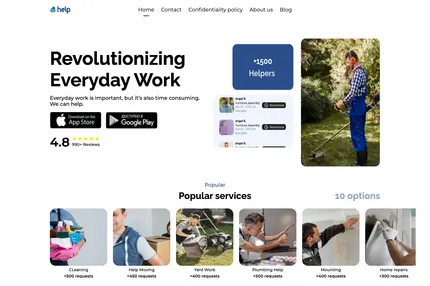 help
Home Contact Confidentiality policy About us Blog
Revolutionizing
Everyday Work
Everyday work is important, but it's also time consuming.
We can help.
Download on the
App Store
ДОСТУПНО В
Google Play
4.8
990+ Reviews
+1500
Helpers
Angel K.
Furniture Assembly
Angel K.
Furniture Assembly
Angel K.
Popular
Popular services
10 options
CLeaning
+500 requests
Help Moving
+450 requests
Yard Work
+400 requests
Plumbing Help
+500 requests
Mounting
+400 requests
Home repairs
+300 requests